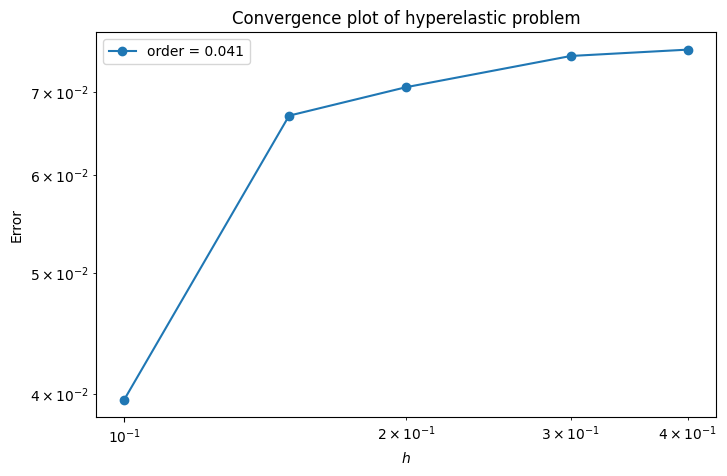 Convergence plot of hyperelastic problem
order = 0.041
Error
7 × 10⁻²
6 × 10⁻²
5 × 10⁻²
4 × 10⁻²
10⁻¹
2 × 10⁻¹
3 × 10⁻¹
4 × 10⁻¹
h